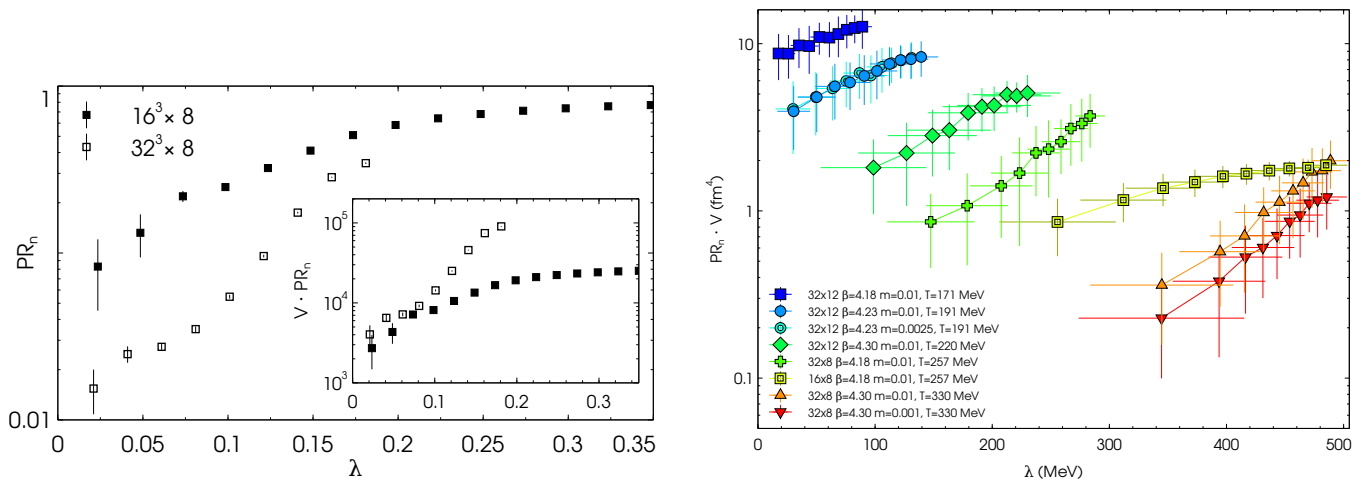 1
0.1
0.01
PRₙ
16³ × 8
32³ × 8
10⁵
10⁴
10³
V · PRₙ
0
0.1
0.2
0.3
0
0.05
0.1
0.15
0.2
0.25
0.3
0.35
λ
10
1
0.1
PRₙ · V (fm⁴)
32x12 β=4.18 m=0.01, T=171 MeV
32x12 β=4.23 m=0.01, T=191 MeV
32x12 β=4.23 m=0.0025, T=191 MeV
32x12 β=4.30 m=0.01, T=220 MeV
32x8 β=4.18 m=0.01, T=257 MeV
16x8 β=4.18 m=0.01, T=257 MeV
32x8 β=4.30 m=0.01, T=330 MeV
32x8 β=4.30 m=0.001, T=330 MeV
0
100
200
300
400
500
λ (MeV)